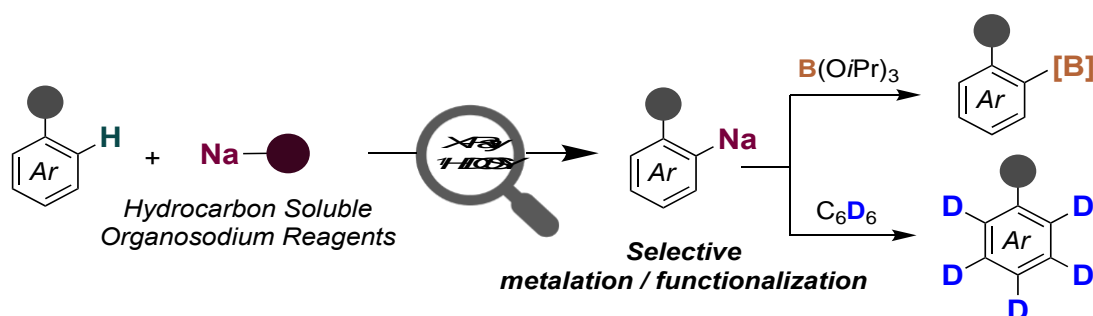 B(OiPr)3
[B]
Ar
H
Na
Ar
+
Na
Ar
Hydrocarbon Soluble
Organosodium Reagents
C6D6
D
D
Ar
D
D
D
Selective
metalation / functionalization